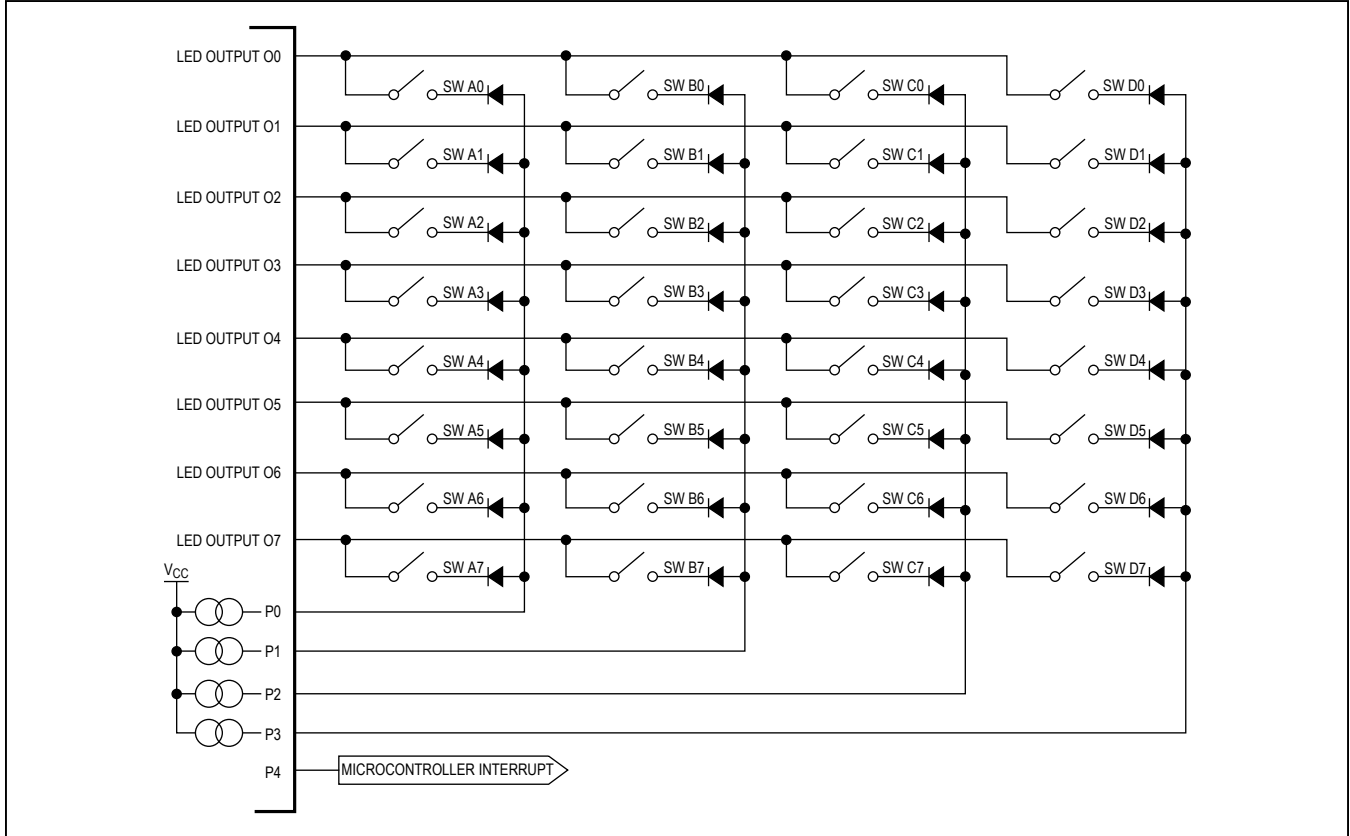 LED OUTPUT O0
SW A0 SW B0 SW C0 SW D0
LED OUTPUT O1
SW A1 SW B1 SW C1 SW D1
LED OUTPUT O2
SW A2 SW B2 SW C2 SW D2
LED OUTPUT O3
SW A3 SW B3 SW C3 SW D3
LED OUTPUT O4
SW A4 SW B4 SW C4 SW D4
LED OUTPUT O5
SW A5 SW B5 SW C5 SW D5
LED OUTPUT O6
SW A6 SW B6 SW C6 SW D6
LED OUTPUT O7
SW A7 SW B7 SW C7 SW D7
VCC
P0
P1
P2
P3
P4 MICROCONTROLLER INTERRUPT